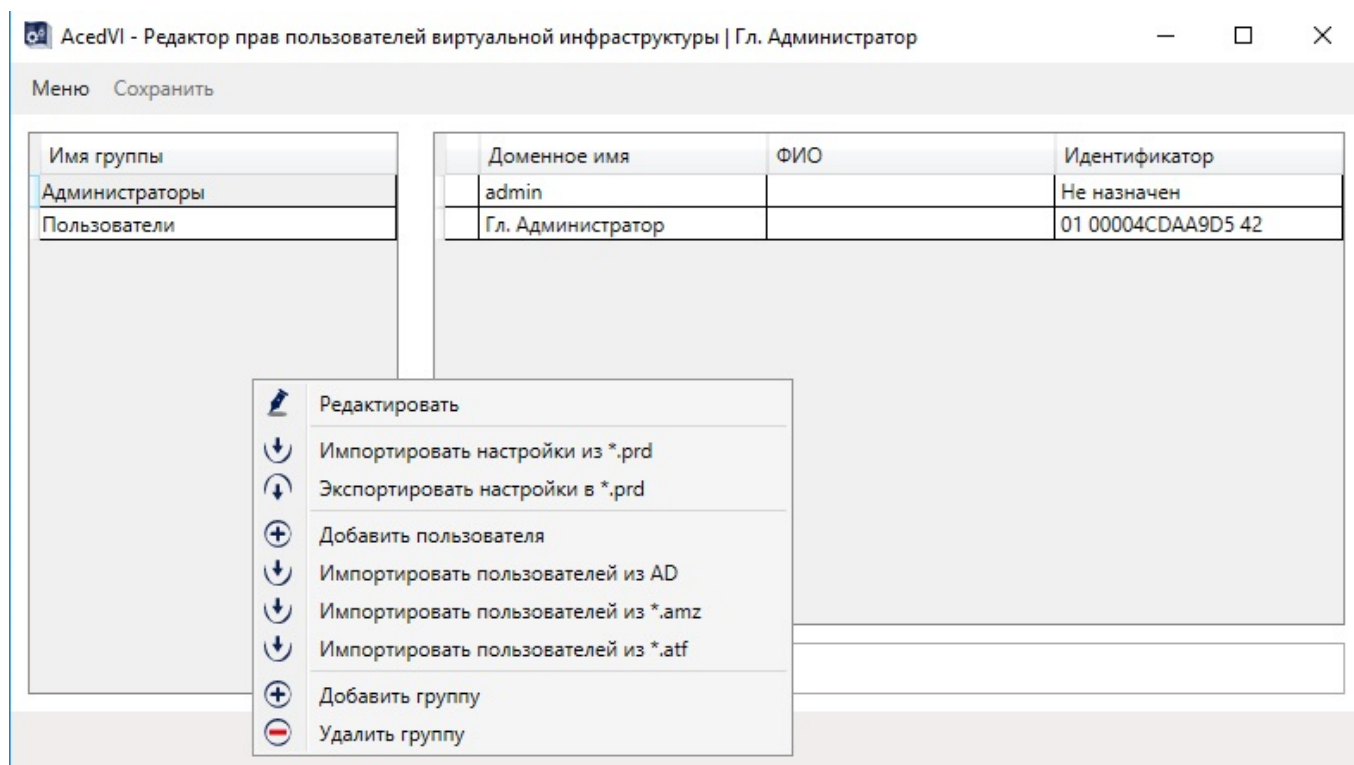 AcedVI - Редактор прав пользователей виртуальной инфраструктуры | Гл. Администратор
Меню Сохранить
Имя группы
Администраторы
Пользователи
Доменное имя ФИО Идентификатор
admin Не назначен
Гл. Администратор 01 00004CDAA9D5 42
Редактировать
Импортировать настройки из *.prd
Экспортировать настройки в *.prd
Добавить пользователя
Импортировать пользователей из AD
Импортировать пользователей из *.amz
Импортировать пользователей из *.atf
Добавить группу
Удалить группу